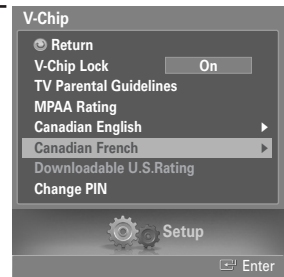 V-Chip
Return
V-Chip Lock On
TV Parental Guidelines
MPAA Rating
Canadian English
Canadian French
Downloadable U.S.Rating
Change PIN
Setup
Enter